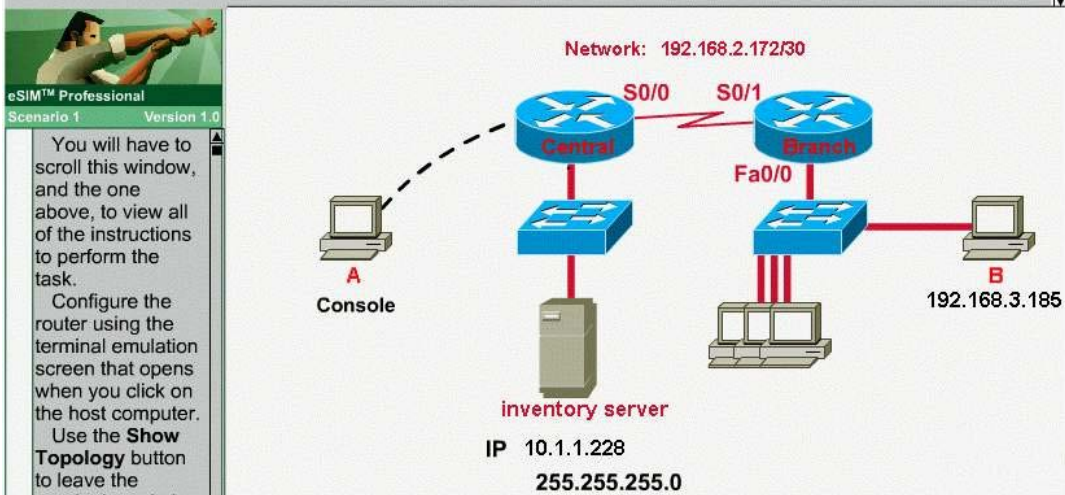 eSIM™ Professional
Scenario 1 Version 1.0
You will have to
scroll this window,
and the one
above, to view all
of the instructions
to perform the
task.
Configure the
router using the
terminal emulation
screen that opens
when you click on
the host computer.
Use the Show
Topology button
to leave the
Network: 192.168.2.172/30
S0/0 S0/1
Central
Branch
Fa0/0
A
Console
B
192.168.3.185
inventory server
IP 10.1.1.228
255.255.255.0